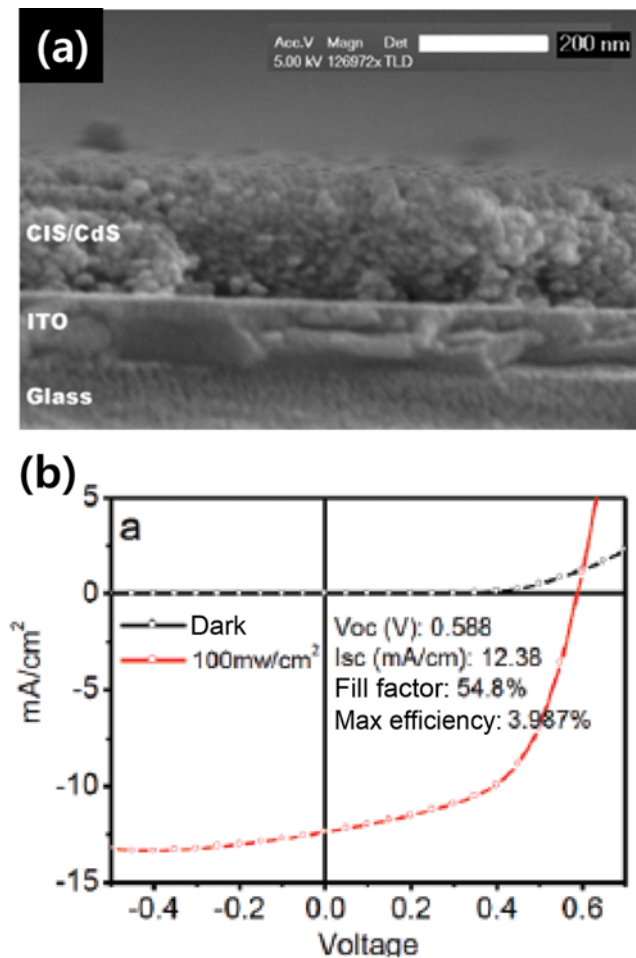 (a)
Acc.V Magn Det
5.00 kV 126972x TLD
200 nm
CIS/CdS
ITO
Glass
(b)
5
0
-5
-10
-15
a
Dark
100mw/cm²
Voc (V): 0.588
Isc (mA/cm): 12.38
Fill factor: 54.8%
Max efficiency: 3.987%
mA/cm²
-0.4 -0.2 0.0 0.2 0.4 0.6
Voltage